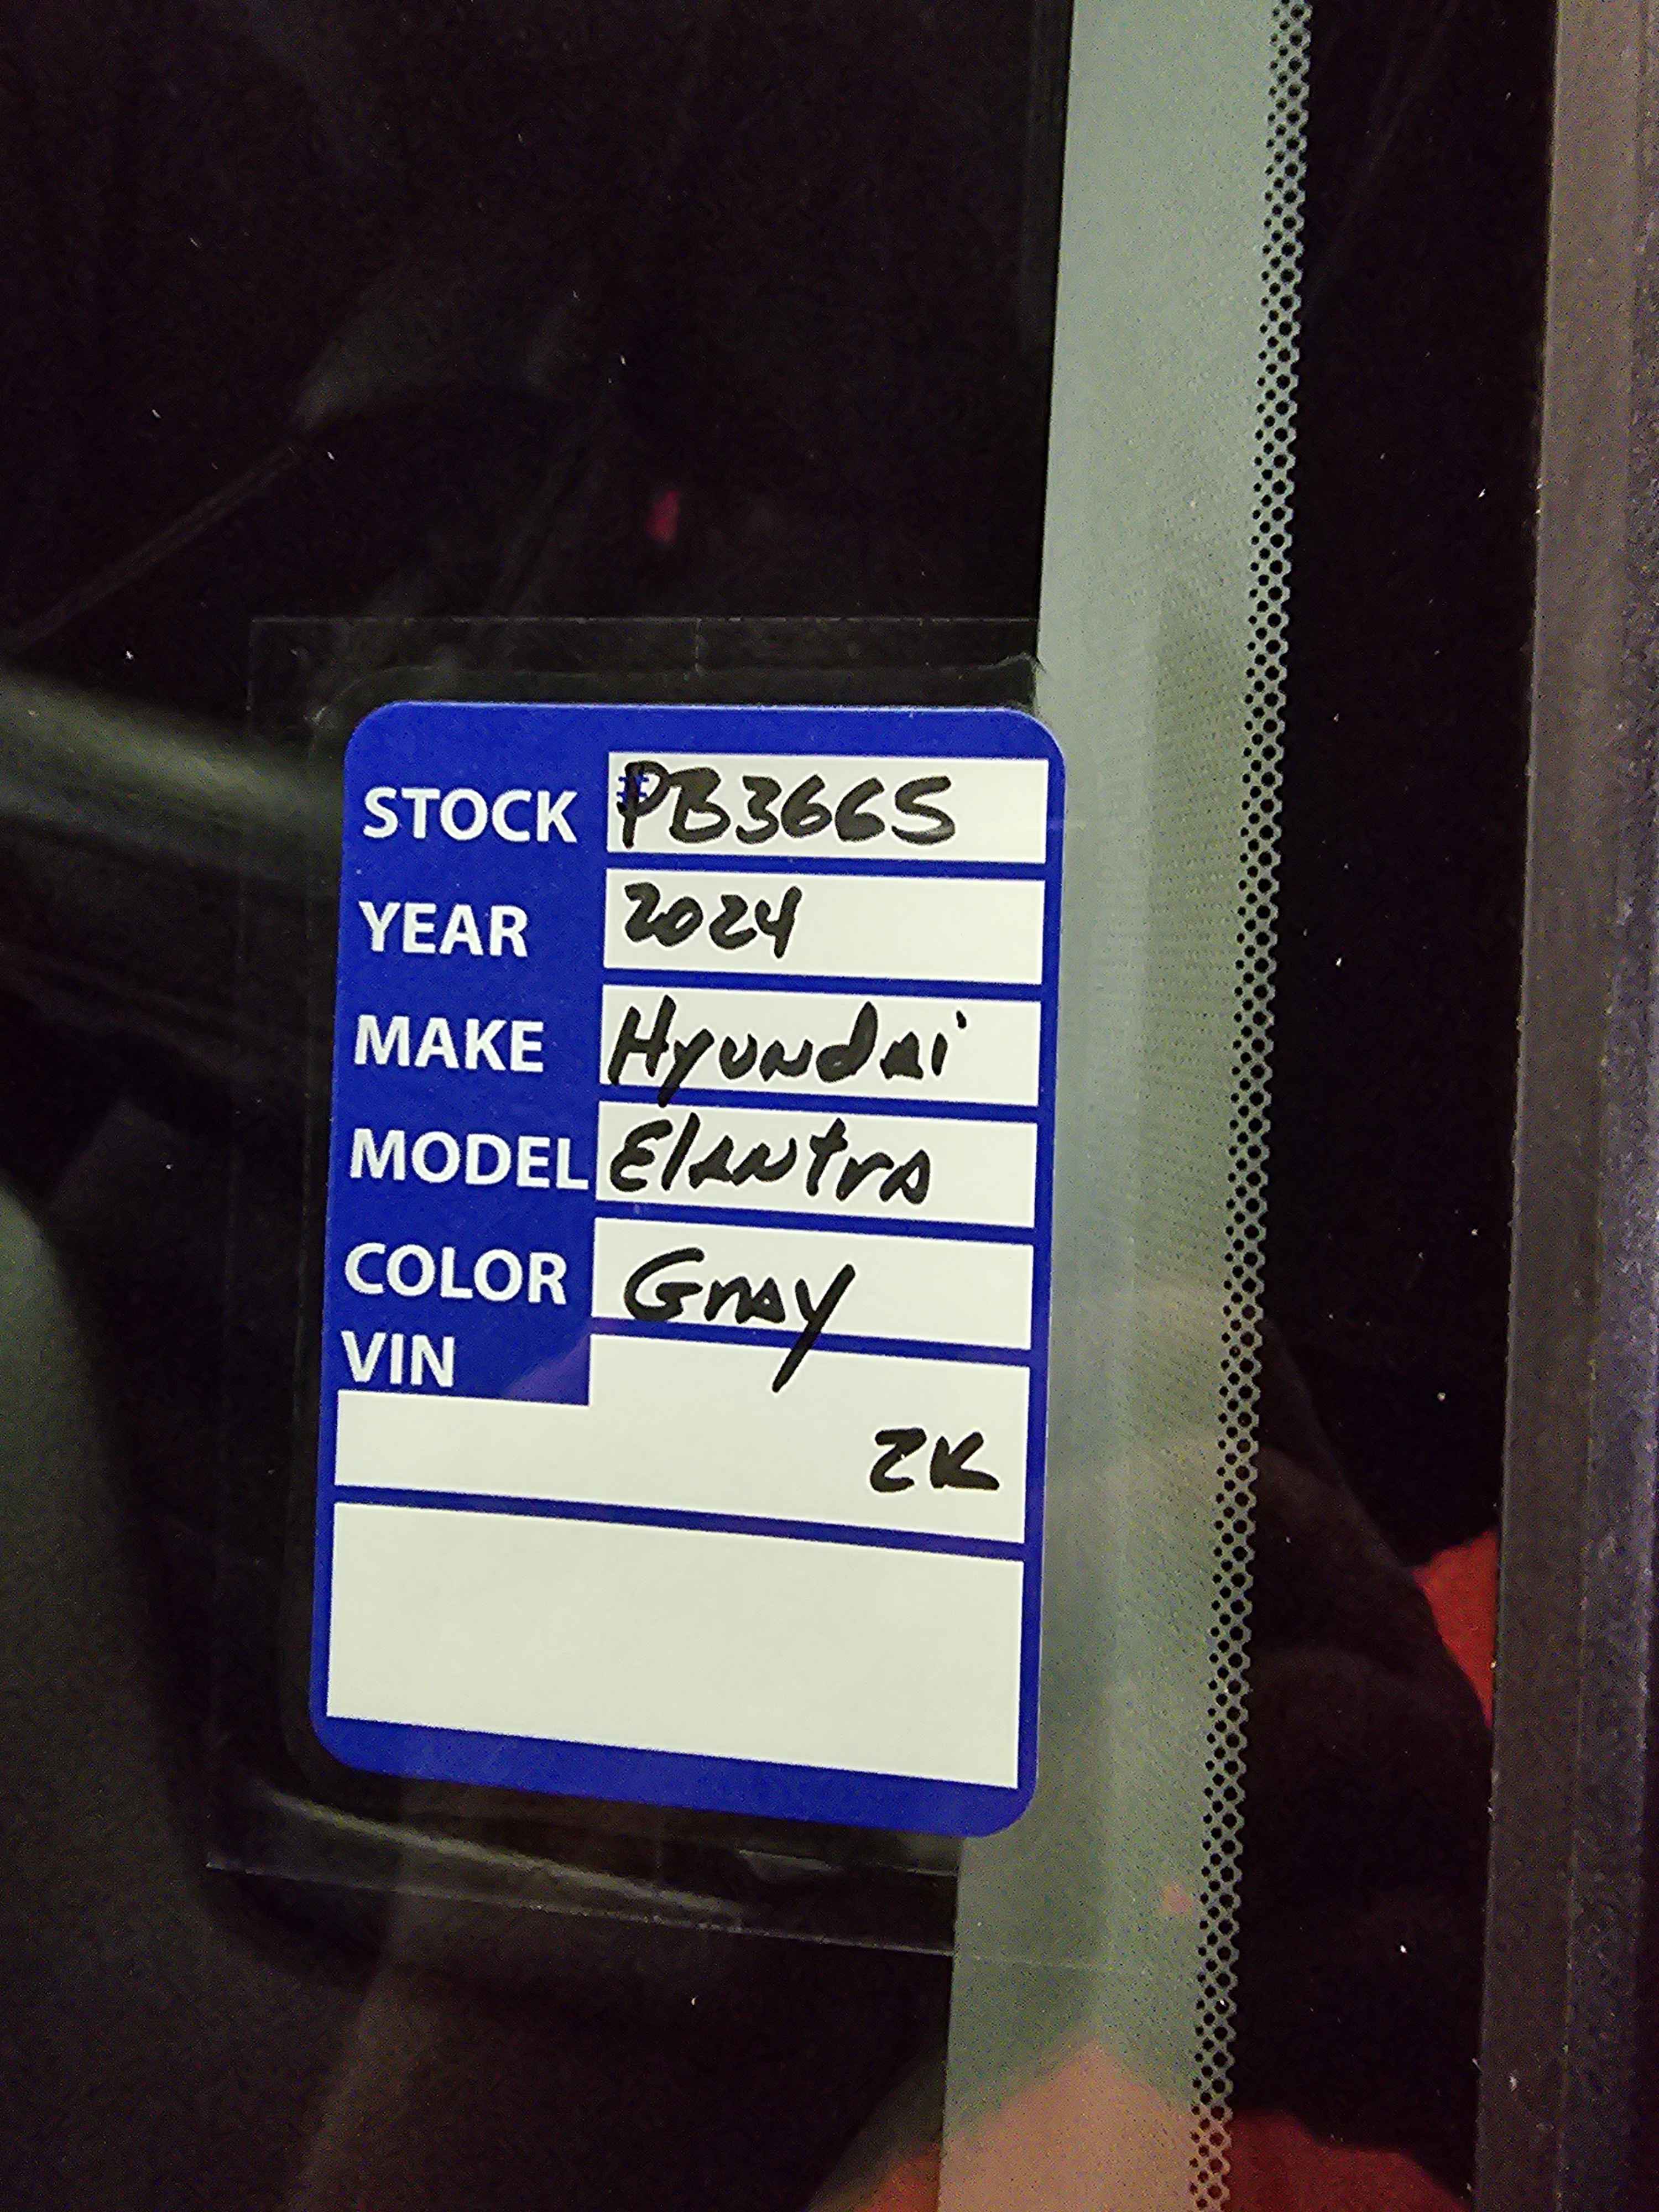 STOCK #PB3665
YEAR 2024
MAKE Hyundai
MODEL Elantra
COLOR Gray
VIN
2K